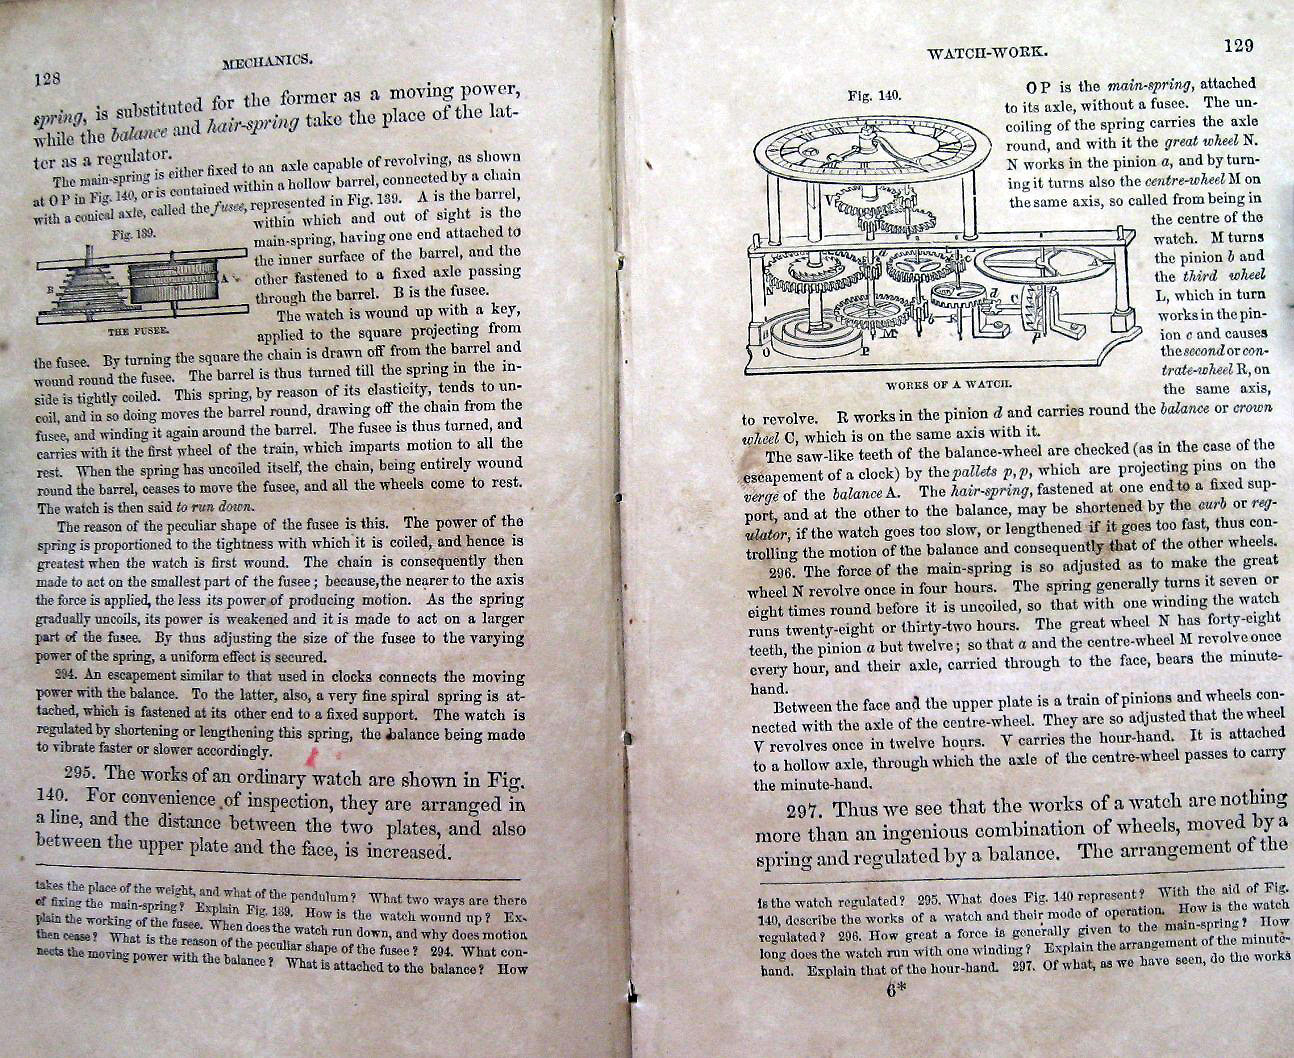 128
MECHANICS.
spring, is substituted for the former as a moving power,
while the balance and hair-spring take the place of the lat-
ter as a regulator.
The main-spring is either fixed to an axle capable of revolving, as shown
at O P in Fig. 140, or is contained within a hollow barrel, connected by a chain
with a conical axle, called the fusee, represented in Fig. 139. A is the barrel,
within which and out of sight is the
main-spring, having one end attached to
the inner surface of the barrel, and the
other fastened to a fixed axle passing
through the barrel. B is the fusee.
The watch is wound up with a key,
applied to the square projecting from
Fig. 139.
B
A
THE FUSEE.
the fusee. By turning the square the chain is drawn off from the barrel and
wound round the fusee. The barrel is thus turned till the spring in the in-
side is tightly coiled. This spring, by reason of its elasticity, tends to un-
coil, and in so doing moves the barrel round, drawing off the chain from the
fusee, and winding it again around the barrel. The fusee is thus turned, and
carries with it the first wheel of the train, which imparts motion to all the
rest. When the spring has uncoiled itself, the chain, being entirely wound
round the barrel, ceases to move the fusee, and all the wheels come to rest.
The watch is then said to run down.
The reason of the peculiar shape of the fusee is this. The power of the
spring is proportioned to the tightness with which it is coiled, and hence is
greatest when the watch is first wound. The chain is consequently then
made to act on the smallest part of the fusee; because, the nearer to the axis
the force is applied, the less its power of producing motion. As the spring
gradually uncoils, its power is weakened and it is made to act on a larger
part of the fusee. By thus adjusting the size of the fusee to the varying
power of the spring, a uniform effect is secured.
294. An escapement similar to that used in clocks connects the moving
power with the balance. To the latter, also, a very fine spiral spring is at-
tached, which is fastened at its other end to a fixed support. The watch is
regulated by shortening or lengthening this spring, the balance being made
to vibrate faster or slower accordingly.
295. The works of an ordinary watch are shown in Fig.
140. For convenience of inspection, they are arranged in
a line, and the distance between the two plates, and also
between the upper plate and the face, is increased.
takes the place of the weight, and what of the pendulum? What two ways are there
of fixing the main-spring? Explain Fig. 139. How is the watch wound up? Ex-
plain the working of the fusee. When does the watch run down, and why does motion
then cease? What is the reason of the peculiar shape of the fusee? 294. What con-
nects the moving power with the balance? What is attached to the balance? How
WATCH-WORK.
129
Fig. 140.
V
N
a
c
L
d
C
B
M
b
R
p
O
P
WORKS OF A WATCH.
O P is the main-spring, attached
to its axle, without a fusee. The un-
coiling of the spring carries the axle
round, and with it the great wheel N.
N works in the pinion a, and by turn-
ing it turns also the centre-wheel M on
the same axis, so called from being in
the centre of the
watch. M turns
the pinion b and
the third wheel
L, which in turn
works in the pin-
ion c and causes
the second or con-
trate-wheel R, on
the same axis,
to revolve. R works in the pinion d and carries round the balance or crown
wheel C, which is on the same axis with it.
The saw-like teeth of the balance-wheel are checked (as in the case of the
escapement of a clock) by the pallets p, p, which are projecting pins on the
verge of the balance A. The hair-spring, fastened at one end to a fixed sup-
port, and at the other to the balance, may be shortened by the curb or reg-
ulator, if the watch goes too slow, or lengthened if it goes too fast, thus con-
trolling the motion of the balance and consequently that of the other wheels.
296. The force of the main-spring is so adjusted as to make the great
wheel N revolve once in four hours. The spring generally turns it seven or
eight times round before it is uncoiled, so that with one winding the watch
runs twenty-eight or thirty-two hours. The great wheel N has forty-eight
teeth, the pinion a but twelve; so that a and the centre-wheel M revolve once
every hour, and their axle, carried through to the face, bears the minute-
hand.
Between the face and the upper plate is a train of pinions and wheels con-
nected with the axle of the centre-wheel. They are so adjusted that the wheel
V revolves once in twelve hours. V carries the hour-hand. It is attached
to a hollow axle, through which the axle of the centre-wheel passes to carry
the minute-hand.
297. Thus we see that the works of a watch are nothing
more than an ingenious combination of wheels, moved by a
spring and regulated by a balance. The arrangement of the
is the watch regulated? 295. What does Fig. 140 represent? With the aid of Fig.
140, describe the works of a watch and their mode of operation. How is the watch
regulated? 296. How great a force is generally given to the main-spring? How
long does the watch run with one winding? Explain the arrangement of the minute-
hand. Explain that of the hour-hand. 297. Of what, as we have seen, do the works
6*